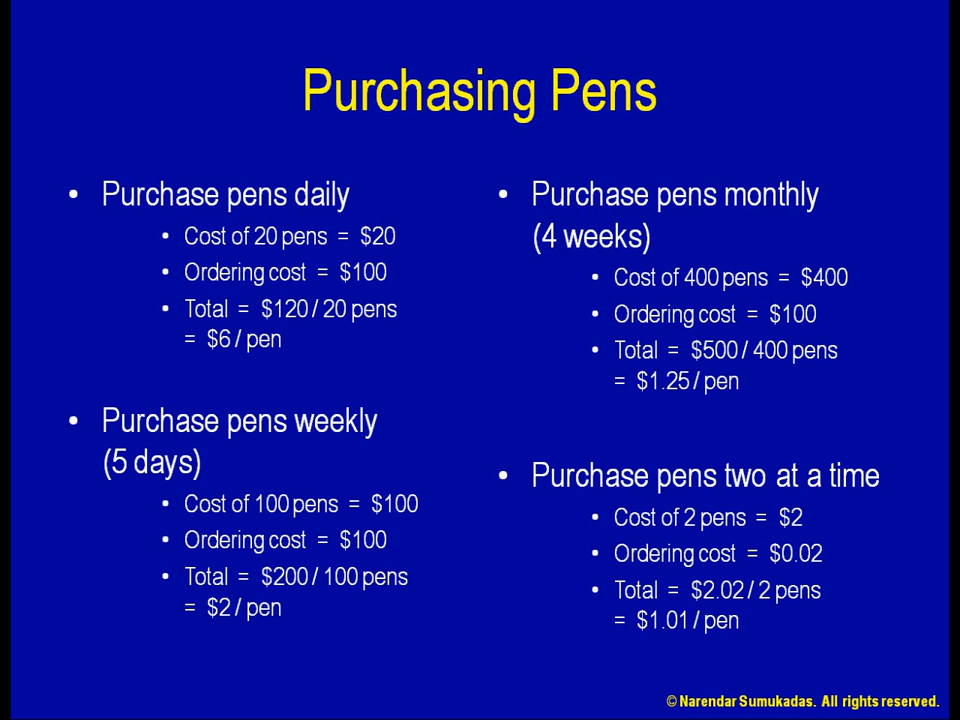 Purchasing Pens
• Purchase pens daily
• Cost of 20 pens = $20
• Ordering cost = $100
• Total = $120 / 20 pens
= $6 / pen
• Purchase pens weekly
(5 days)
• Cost of 100 pens = $100
• Ordering cost = $100
• Total = $200 / 100 pens
= $2 / pen
• Purchase pens monthly
(4 weeks)
• Cost of 400 pens = $400
• Ordering cost = $100
• Total = $500 / 400 pens
= $1.25 / pen
• Purchase pens two at a time
• Cost of 2 pens = $2
• Ordering cost = $0.02
• Total = $2.02 / 2 pens
= $1.01 / pen
© Narendar Sumukadas. All rights reserved.